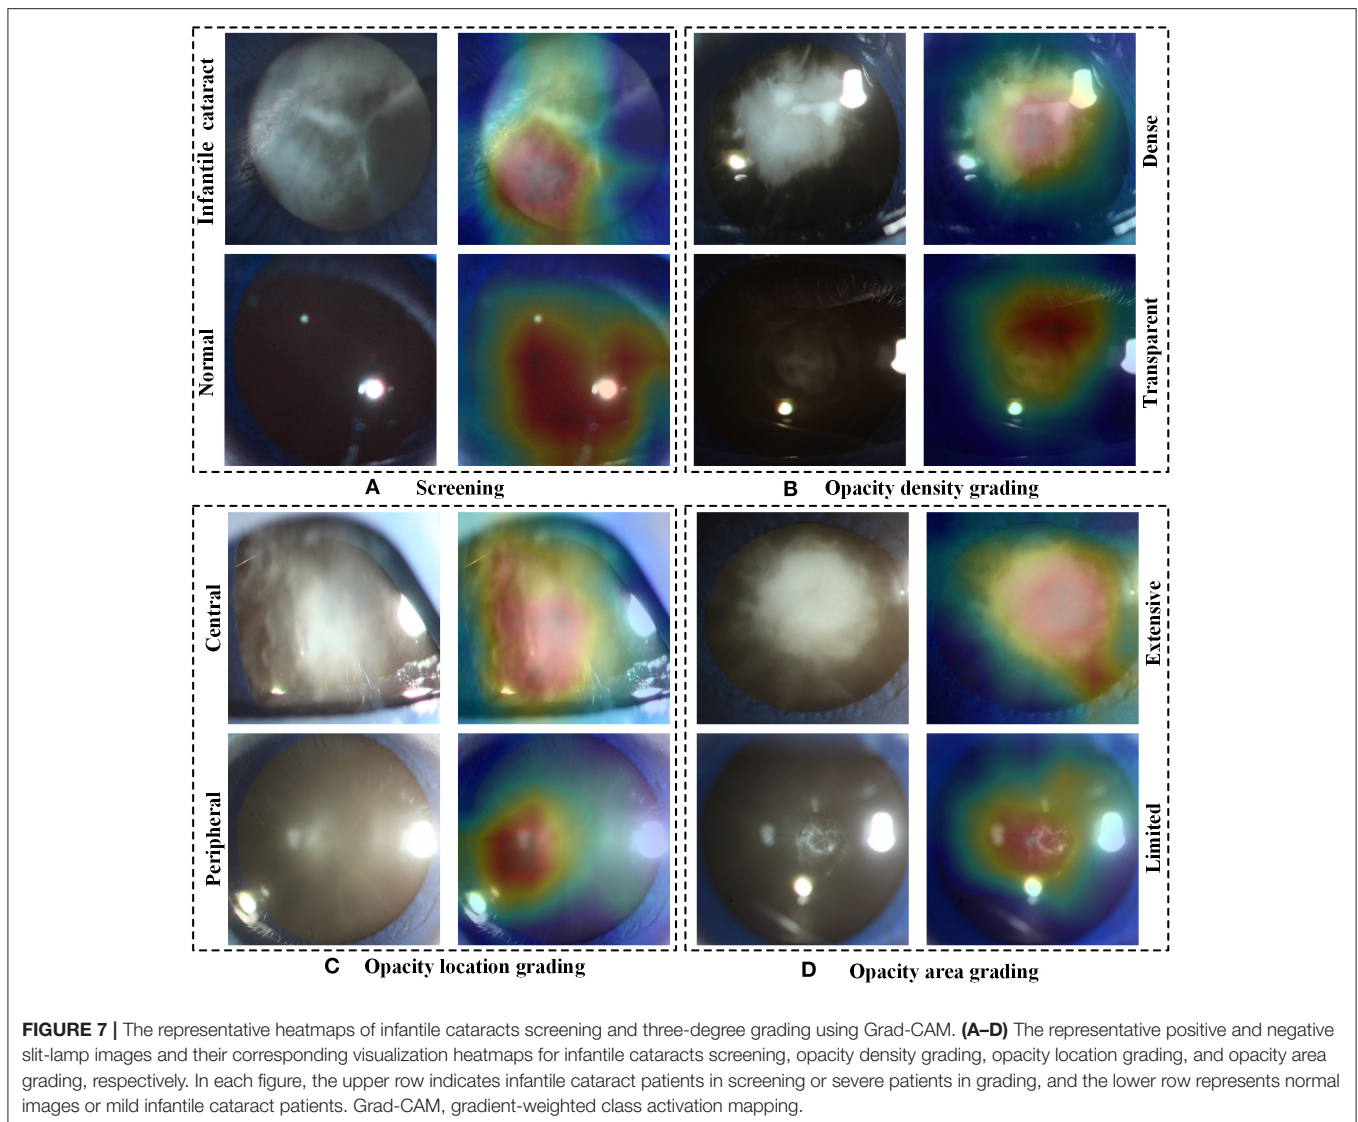 Infantile cataract
Normal
Dense
Transparent
A Screening
B Opacity density grading
Central
Peripheral
Extensive
Limited
C Opacity location grading
D Opacity area grading
FIGURE 7 | The representative heatmaps of infantile cataracts screening and three-degree grading using Grad-CAM. (A–D) The representative positive and negative
slit-lamp images and their corresponding visualization heatmaps for infantile cataracts screening, opacity density grading, opacity location grading, and opacity area
grading, respectively. In each figure, the upper row indicates infantile cataract patients in screening or severe patients in grading, and the lower row represents normal
images or mild infantile cataract patients. Grad-CAM, gradient-weighted class activation mapping.